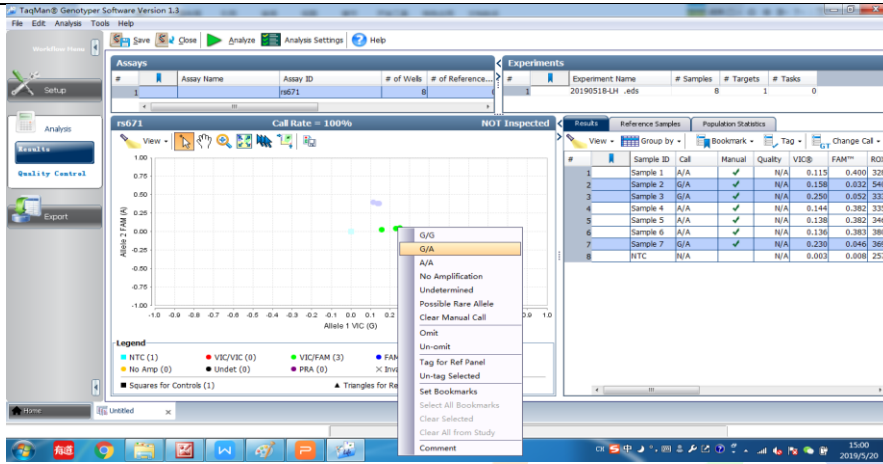 TaqMan® Genotyper Software Version 1.3
File Edit Analysis Tools Help
Workflow Menu
Save Close Analyze Analysis Settings Help
Setup
Analysis
Results
Quality Control
Export
Assays
# Assay Name Assay ID # of Wells # of Reference...
1 rs671 8
Experiments
# Experiment Name # Samples # Targets # Tasks
1 20190518-LH .eds 8 1 0
rs671 Call Rate = 100% NOT Inspected
View
1.00
0.75
0.50
0.25
0.00
-0.25
-0.50
-0.75
-1.00
Allele 2 FAM (A)
-1.0 -0.9 -0.8 -0.7 -0.6 -0.5 -0.4 -0.3 -0.2 -0.1 0.0 0.1 0.2
0.9 1.0
Allele 1 VIC (G)
G/G
G/A
A/A
No Amplification
Undetermined
Possible Rare Allele
Clear Manual Call
Omit
Un-omit
Tag for Ref Panel
Un-tag Selected
Set Bookmarks
Select All Bookmarks
Clear Selected
Clear All from Study
Comment
Legend
NTC (1) VIC/VIC (0) VIC/FAM (3) FAM
No Amp (0) Undet (0) PRA (0) Inva
Squares for Controls (1) Triangles for Re
Results Reference Samples Population Statistics
View Group by Bookmark Tag Change Call
# Sample ID Call Manual Quality VIC® FAM™ ROX
1 Sample 1 A/A N/A 0.115 0.400
2 Sample 2 G/A N/A 0.158 0.032
3 Sample 3 G/A N/A 0.250 0.052
4 Sample 4 A/A N/A 0.144 0.382
5 Sample 5 A/A N/A 0.138 0.382
6 Sample 6 A/A N/A 0.136 0.383
7 Sample 7 G/A N/A 0.230 0.046
8 NTC N/A N/A 0.003 0.008
Home Untitled
有道
CH 中
15:00
2019/5/20